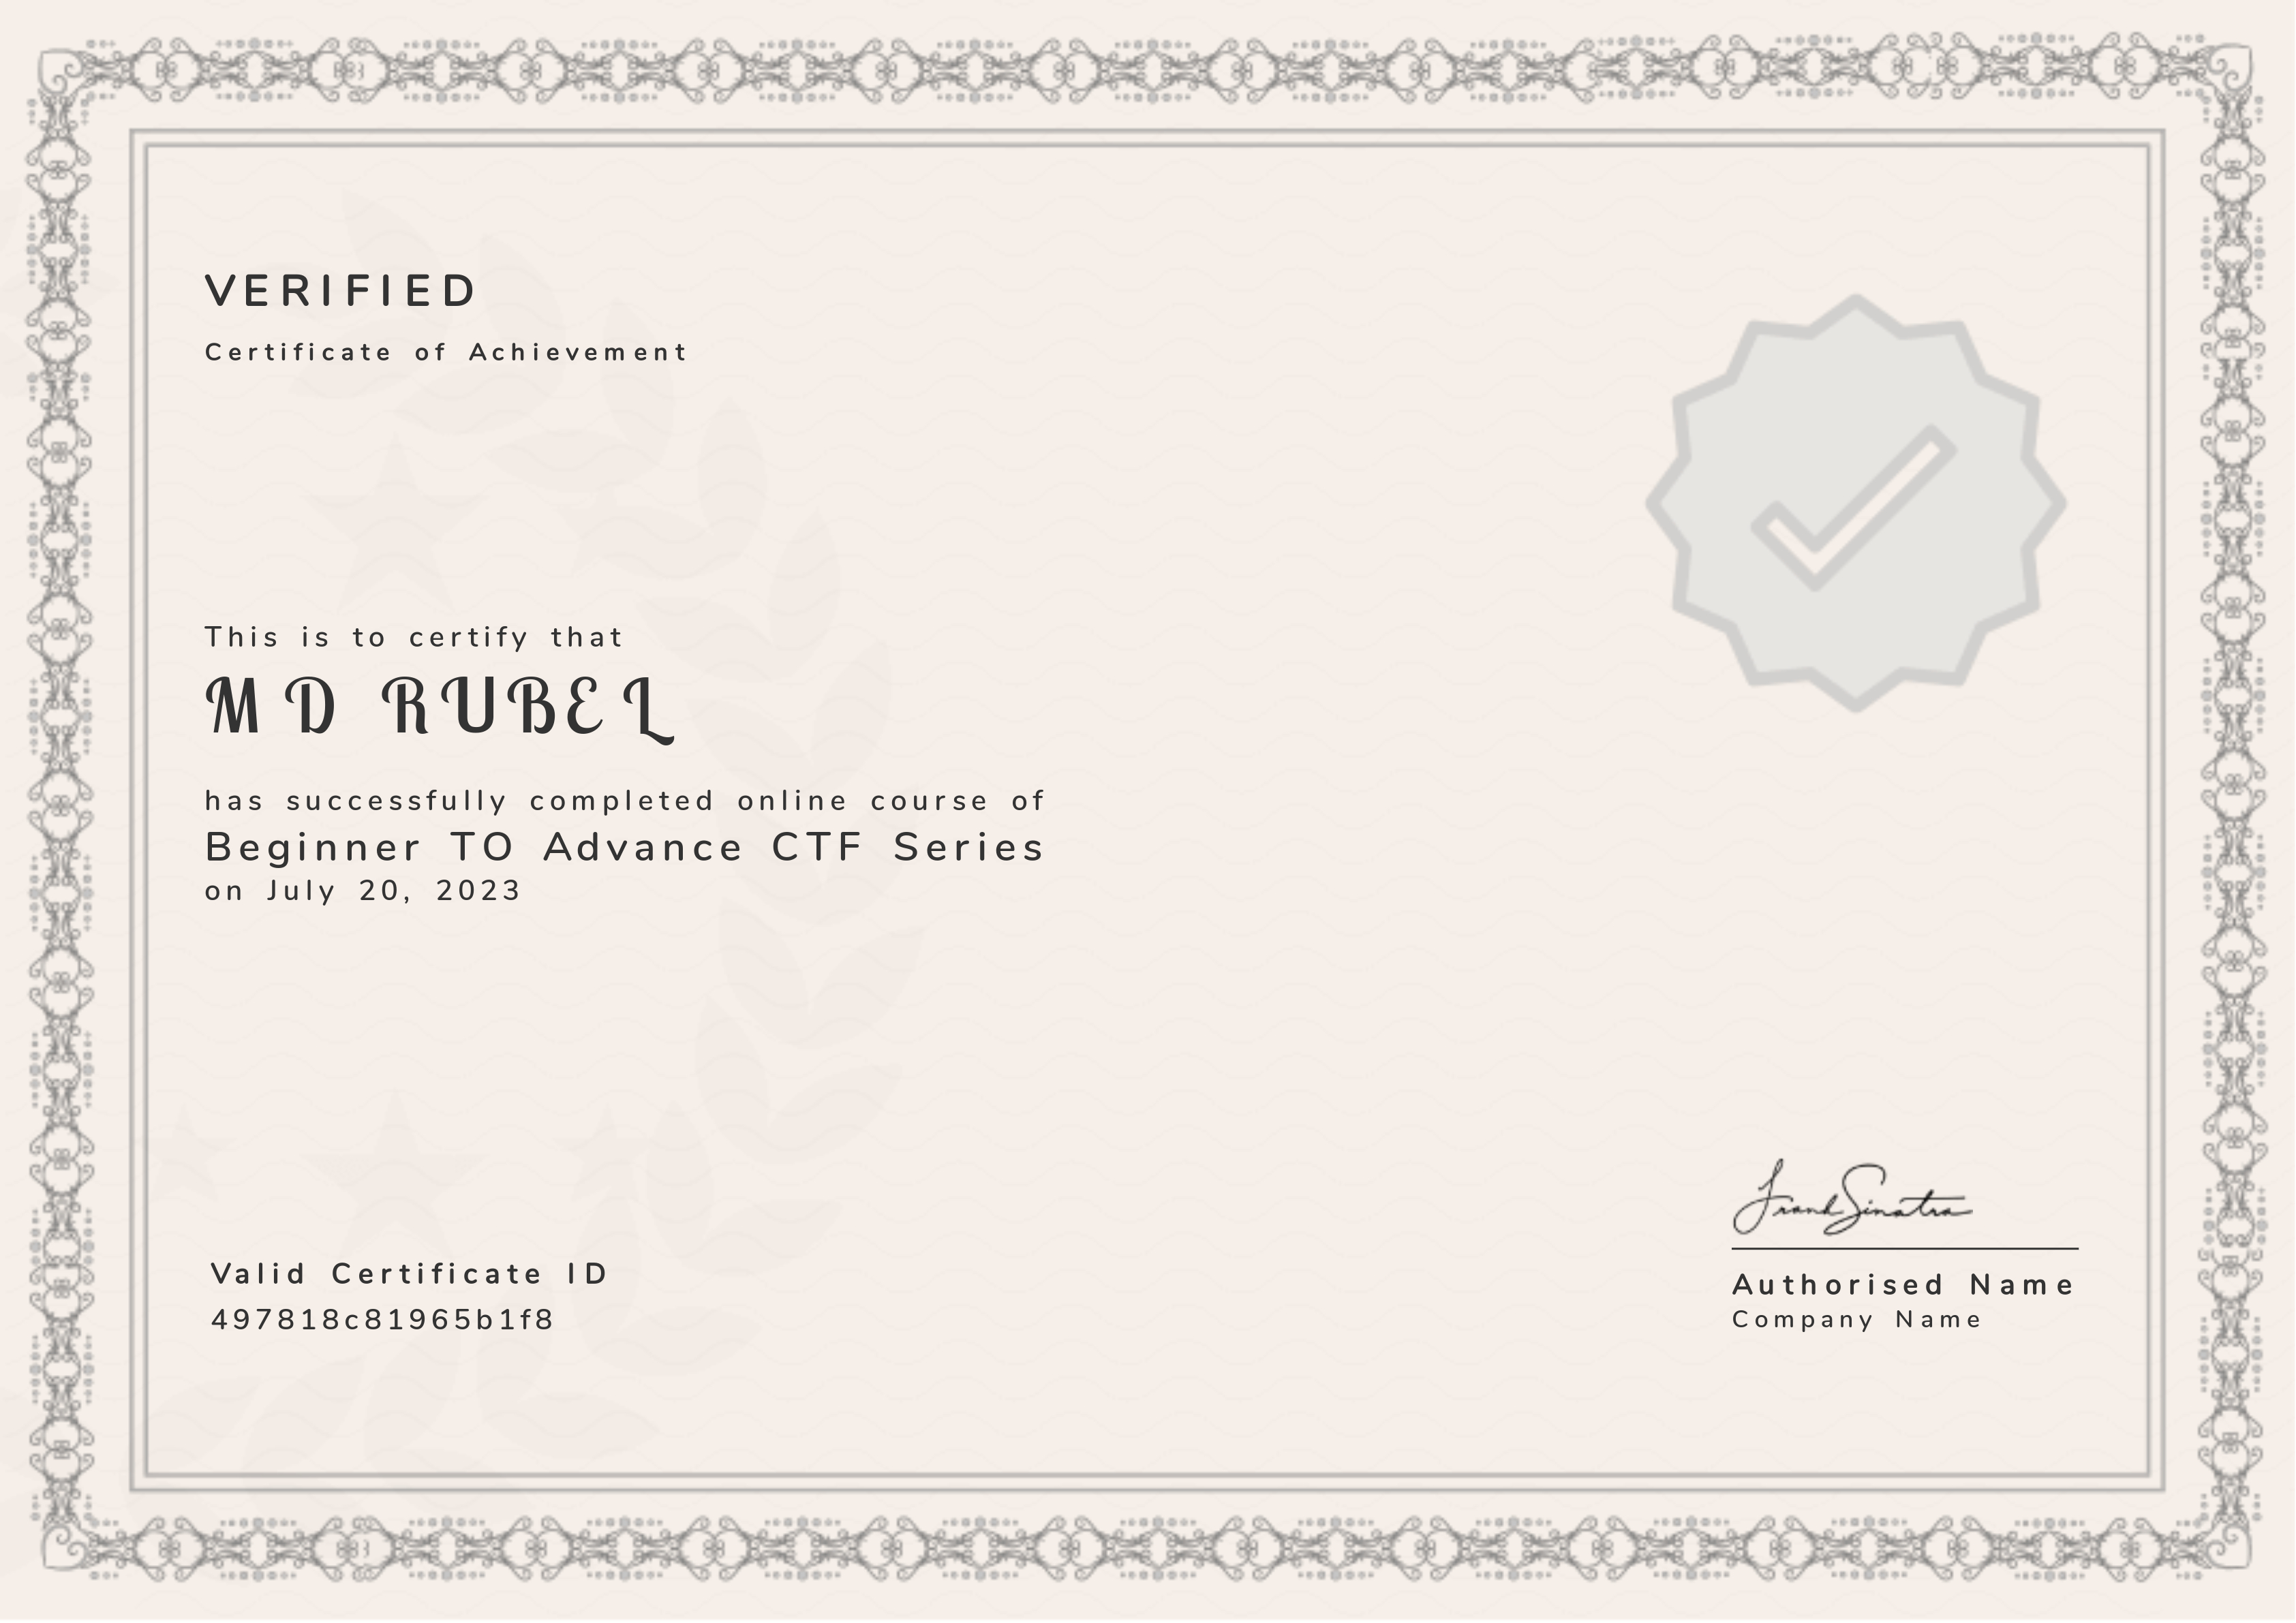 VERIFIED
Certificate of Achievement
This is to certify that
MD RUBEL
has successfully completed online course of
Beginner TO Advance CTF Series
on July 20, 2023
Frank Sinatra
Valid Certificate ID
497818c81965b1f8
Authorised Name
Company Name